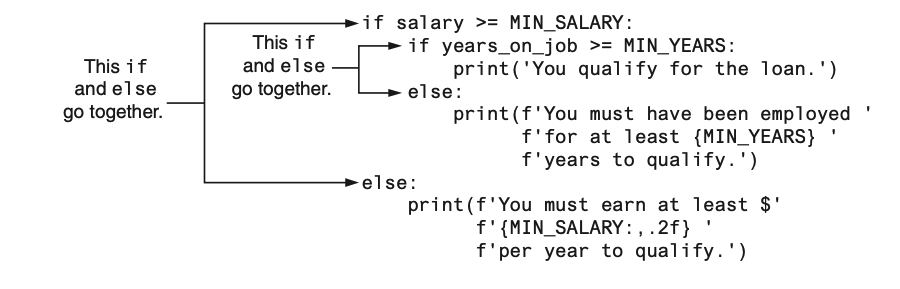 This if
and else
go together.
This if
and else
go together.
if salary >= MIN_SALARY:
    if years_on_job >= MIN_YEARS:
        print('You qualify for the loan.')
    else:
        print(f'You must have been employed '
              f'for at least {MIN_YEARS} '
              f'years to qualify.')
else:
    print(f'You must earn at least $'
          f'{MIN_SALARY:,.2f} '
          f'per year to qualify.')